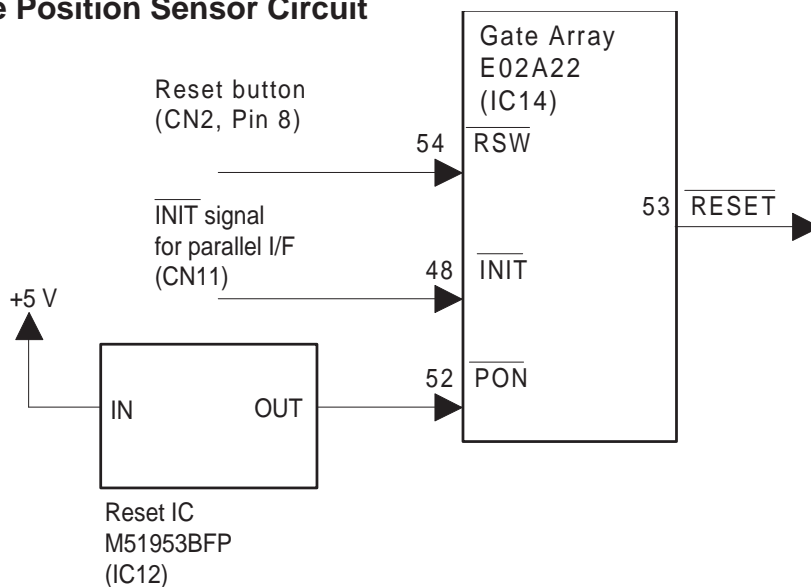 Position Sensor Circuit
Gate Array
E02A22
(IC14)
Reset button
(CN2, Pin 8)
54 RSW
53 RESET
INIT signal
for parallel I/F
(CN11)
48 INIT
+5 V
52 PON
IN OUT
Reset IC
M51953BFP
(IC12)